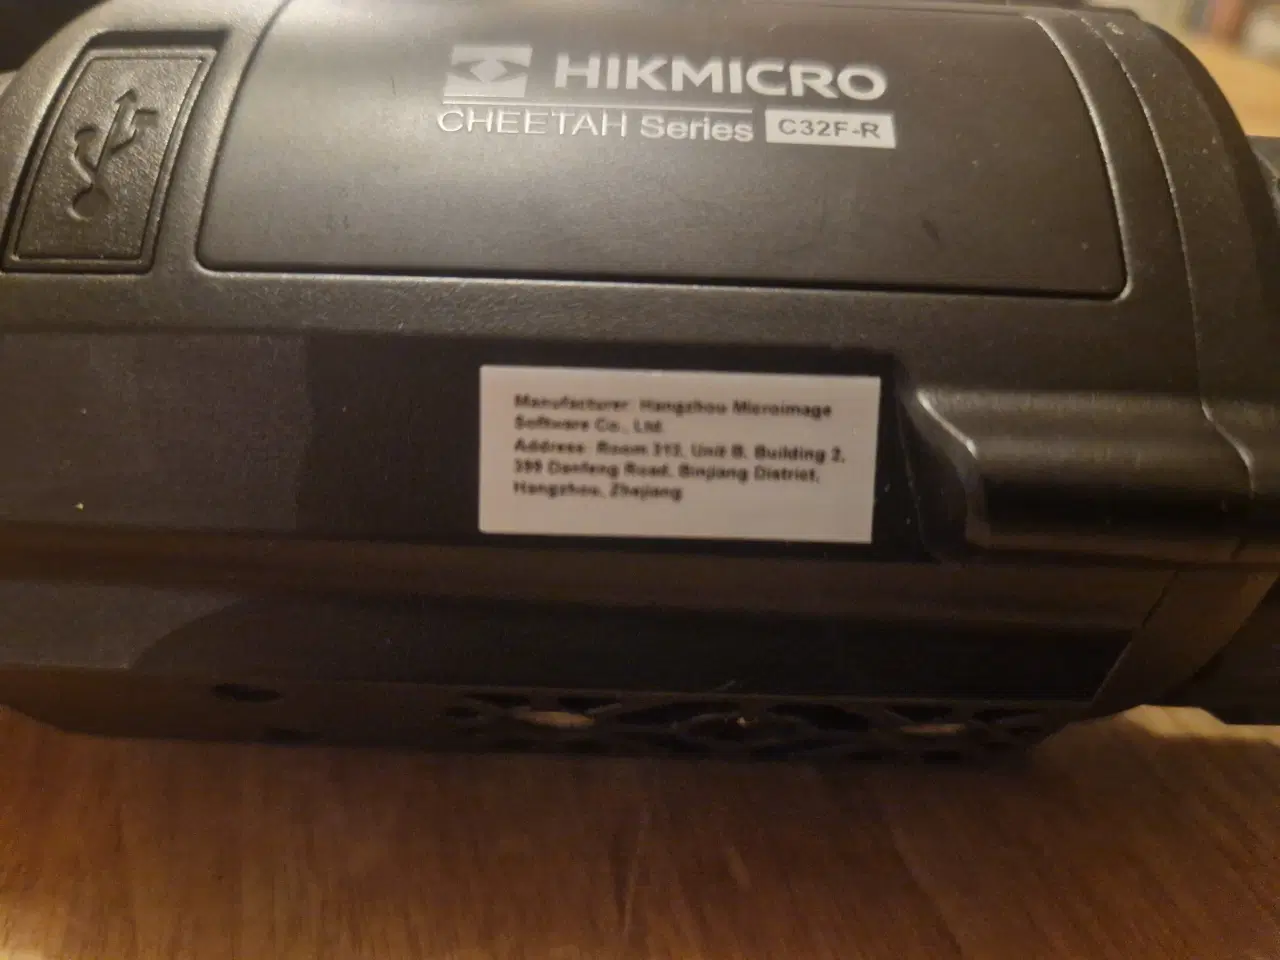 HIKMICRO
CHEETAH Series C32F-R
Manufacturer: Hangzhou Microimage
Software Co., Ltd.
Address: Room 313, Unit B, Building 2,
399 Danfeng Road, Binjiang District,
Hangzhou, Zhejiang